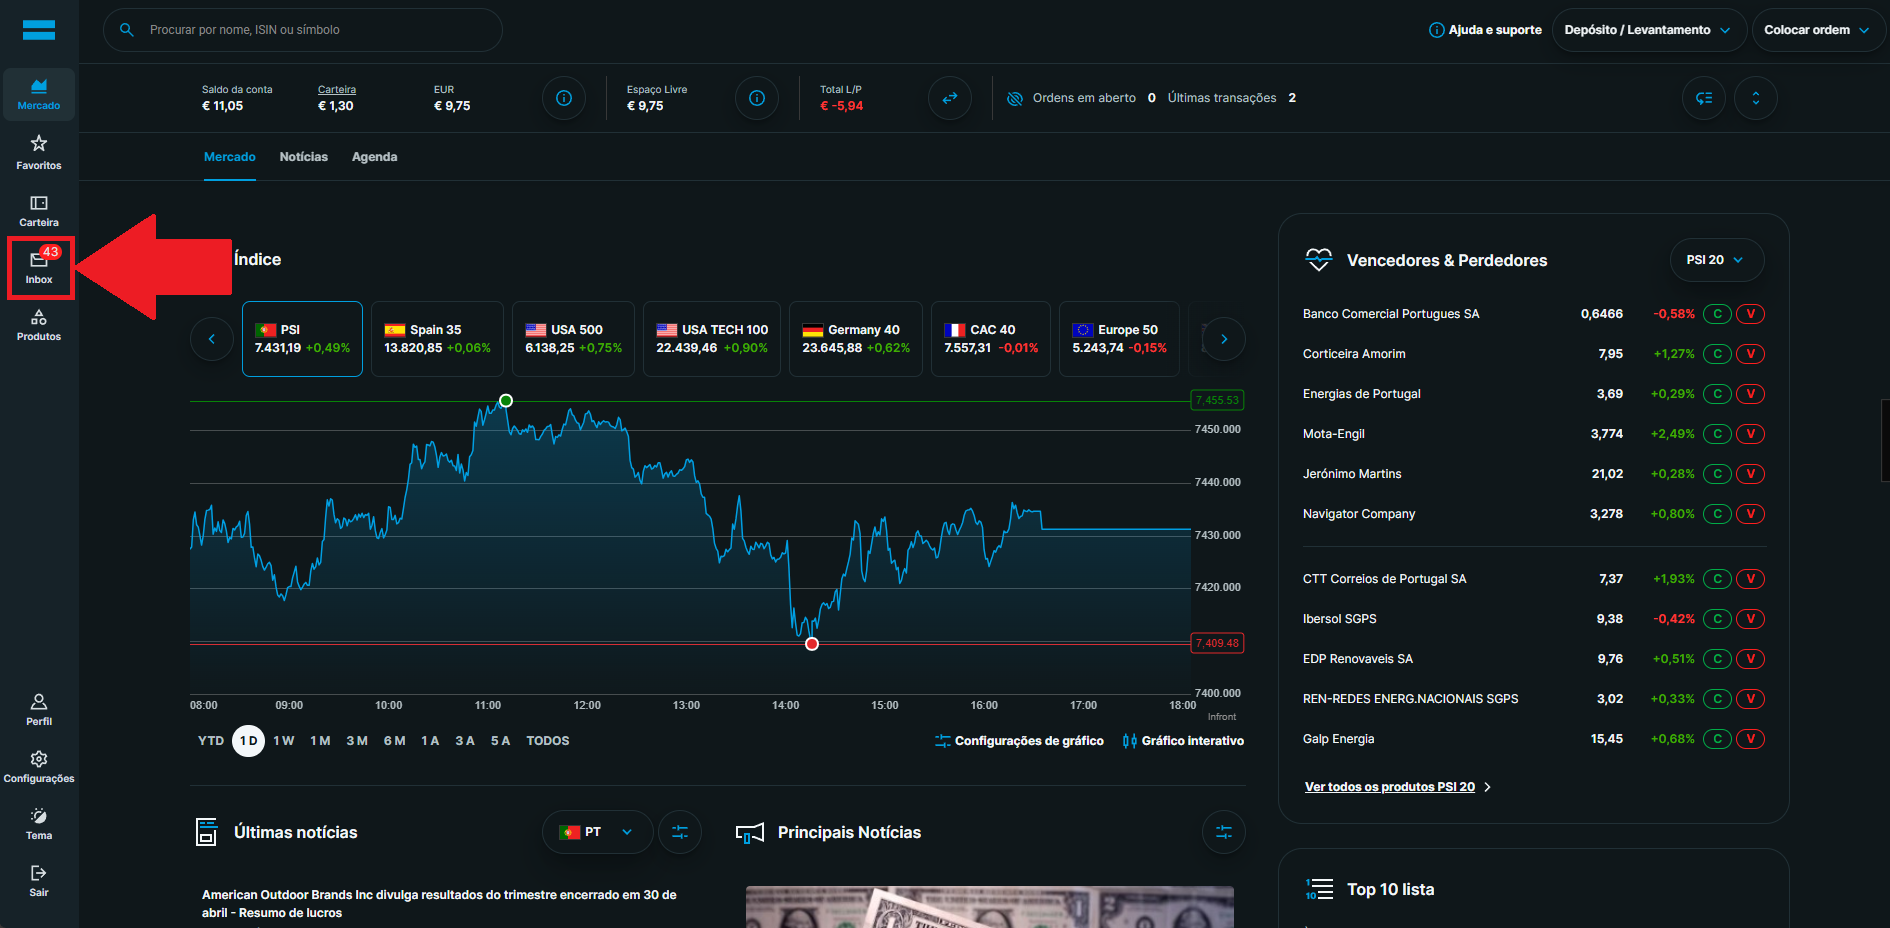 Procurar por nome, ISIN ou símbolo
Ajuda e suporte
Depósito / Levantamento
Colocar ordem
Mercado
Favoritos
Carteira
43
Inbox
Produtos
Perfil
Configurações
Tema
Sair
Saldo da conta
€ 11,05
Carteira
€ 1,30
EUR
€ 9,75
Espaço Livre
€ 9,75
Total L/P
€ -5,94
Ordens em aberto 0 Últimas transações 2
Mercado Notícias Agenda
Índice
PSI
7.431,19 +0,49%
Spain 35
13.820,85 +0,06%
USA 500
6.138,25 +0,75%
USA TECH 100
22.439,46 +0,90%
Germany 40
23.645,88 +0,62%
CAC 40
7.557,31 -0,01%
Europe 50
5.243,74 -0,15%
7,455.53
7450.000
7440.000
7430.000
7420.000
7,409.48
7400.000
08:00 09:00 10:00 11:00 12:00 13:00 14:00 15:00 16:00 17:00 18:00
Infront
YTD 1 D 1 W 1 M 3 M 6 M 1 A 3 A 5 A TODOS
Configurações de gráfico
Gráfico interativo
Últimas notícias
PT
American Outdoor Brands Inc divulga resultados do trimestre encerrado em 30 de
abril - Resumo de lucros
Principais Notícias
Vencedores & Perdedores
PSI 20
Banco Comercial Portugues SA 0,6466 -0,58% C V
Corticeira Amorim 7,95 +1,27% C V
Energias de Portugal 3,69 +0,29% C V
Mota-Engil 3,774 +2,49% C V
Jerónimo Martins 21,02 +0,28% C V
Navigator Company 3,278 +0,80% C V
CTT Correios de Portugal SA 7,37 +1,93% C V
Ibersol SGPS 9,38 -0,42% C V
EDP Renovaveis SA 9,76 +0,51% C V
REN-REDES ENERG.NACIONAIS SGPS 3,02 +0,33% C V
Galp Energia 15,45 +0,68% C V
Ver todos os produtos PSI 20
Top 10 lista